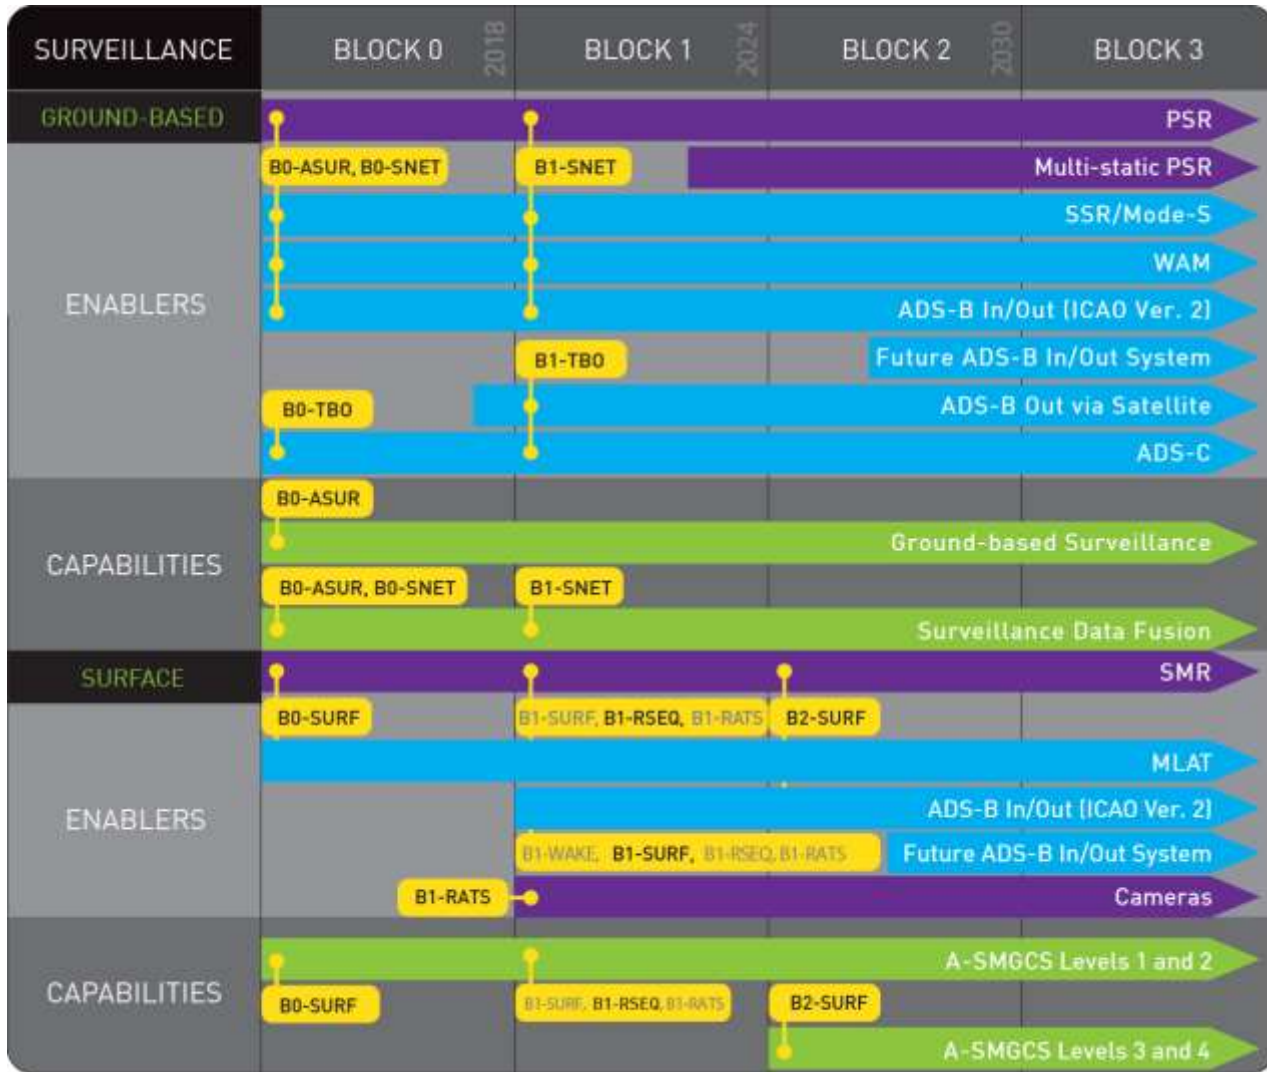 SURVEILLANCE BLOCK 0 2018 BLOCK 1 2024 BLOCK 2 2030 BLOCK 3
GROUND-BASED PSR
B0-ASUR, B0-SNET B1-SNET Multi-static PSR
SSR/Mode-S
WAM
ENABLERS ADS-B In/Out (ICAO Ver. 2)
B1-TBO Future ADS-B In/Out System
B0-TBO ADS-B Out via Satellite
ADS-C
B0-ASUR
Ground-based Surveillance
CAPABILITIES
B0-ASUR, B0-SNET B1-SNET
Surveillance Data Fusion
SURFACE SMR
B0-SURF B1-SURF, B1-RSEQ, B1-RATS B2-SURF
MLAT
ENABLERS ADS-B In/Out (ICAO Ver. 2)
B1-WAKE, B1-SURF, B1-RSEQ, B1-RATS Future ADS-B In/Out System
B1-RATS Cameras
A-SMGCS Levels 1 and 2
CAPABILITIES B0-SURF B1-SURF, B1-RSEQ, B1-RATS B2-SURF
A-SMGCS Levels 3 and 4